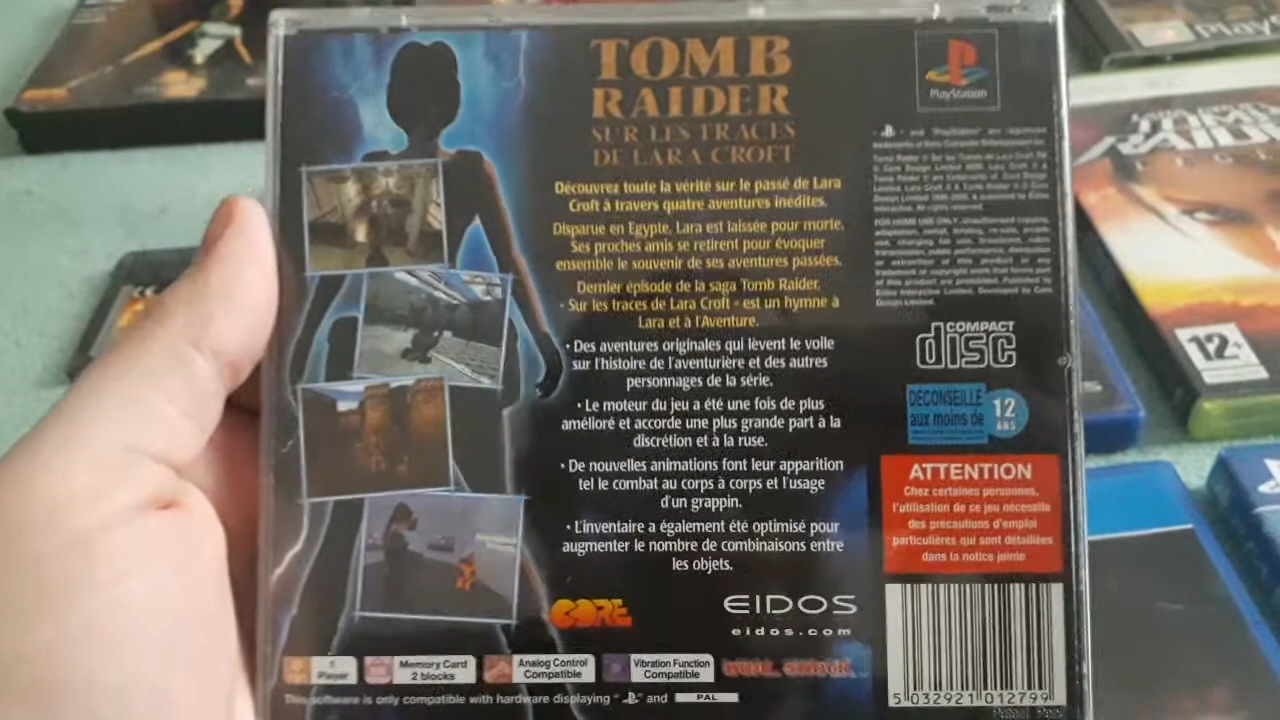 TOMB
RAIDER
SUR LES TRACES
DE LARA CROFT
Découvrez toute la vérité sur le passé de Lara
Croft à travers quatre aventures inédites.
Disparue en Egypte, Lara est laissée pour morte.
Ses proches amis se retirent pour évoquer
ensemble le souvenir de ses aventures passées.
Dernier épisode de la saga Tomb Raider,
- Sur les traces de Lara Croft - est un hymne à
Lara et à l'Aventure.
• Des aventures originales qui lèvent le voile
sur l'histoire de l'aventurière et des autres
personnages de la série.
• Le moteur du jeu a été une fois de plus
amélioré et accorde une plus grande part à la
discrétion et à la ruse.
• De nouvelles animations font leur apparition
tel le combat au corps à corps et l'usage
d'un grappin.
• L'inventaire a également été optimisé pour
augmenter le nombre de combinaisons entre
les objets.
CORE
EIDOS
eidos.com
1
Player
Memory Card
2 blocks
Analog Control
Compatible
Vibration Function
Compatible
DUAL SHOCK
This software is only compatible with hardware displaying " " and PAL
PlayStation
COMPACT
disc
DECONSEILLE
aux moins de
12
ANS
ATTENTION
Chez certaines personnes,
l'utilisation de ce jeu nécessite
des précautions d'emploi
particulières qui sont détaillées
dans la notice jointe
5 032921 012799
RAIDER
12+